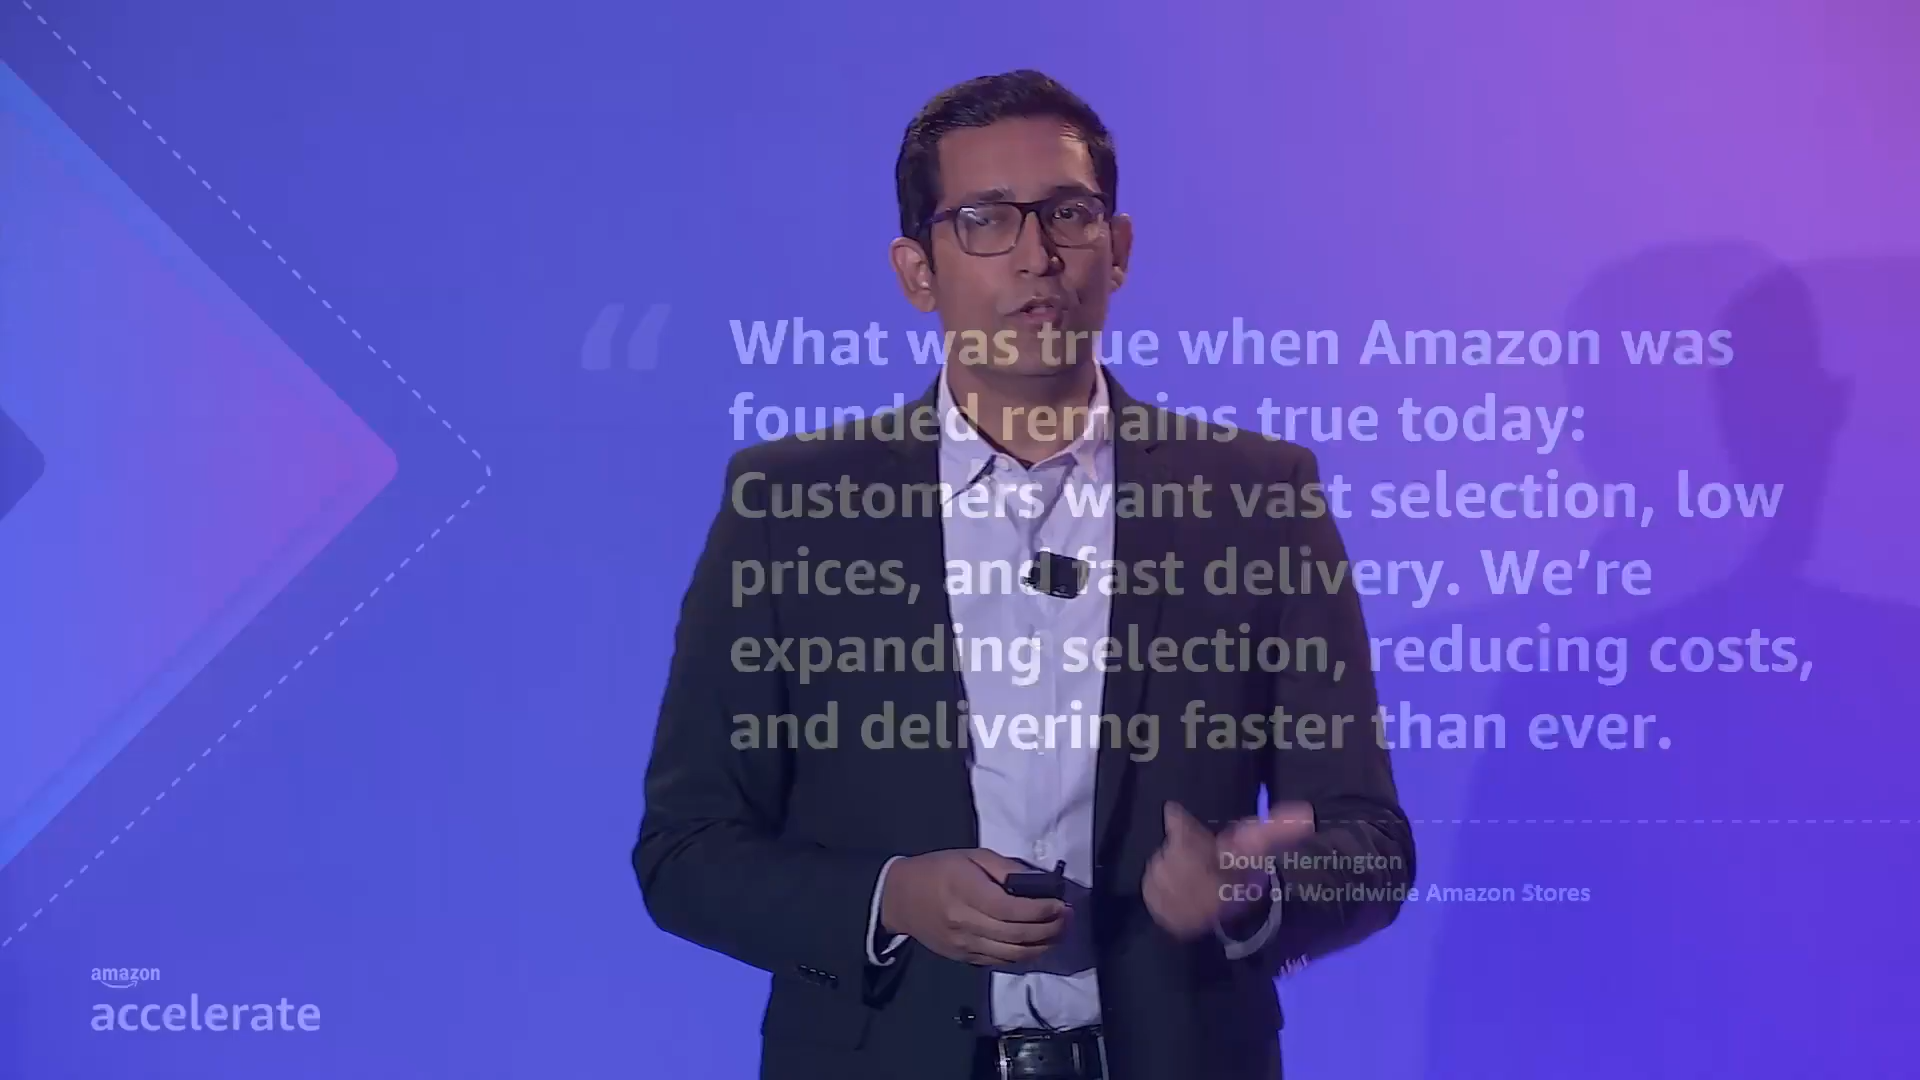 “
What was true when Amazon was
founded remains true today:
Customers want vast selection, low
prices, and fast delivery. We’re
expanding selection, reducing costs,
and delivering faster than ever.
Doug Herrington
CEO of Worldwide Amazon Stores
amazon
accelerate